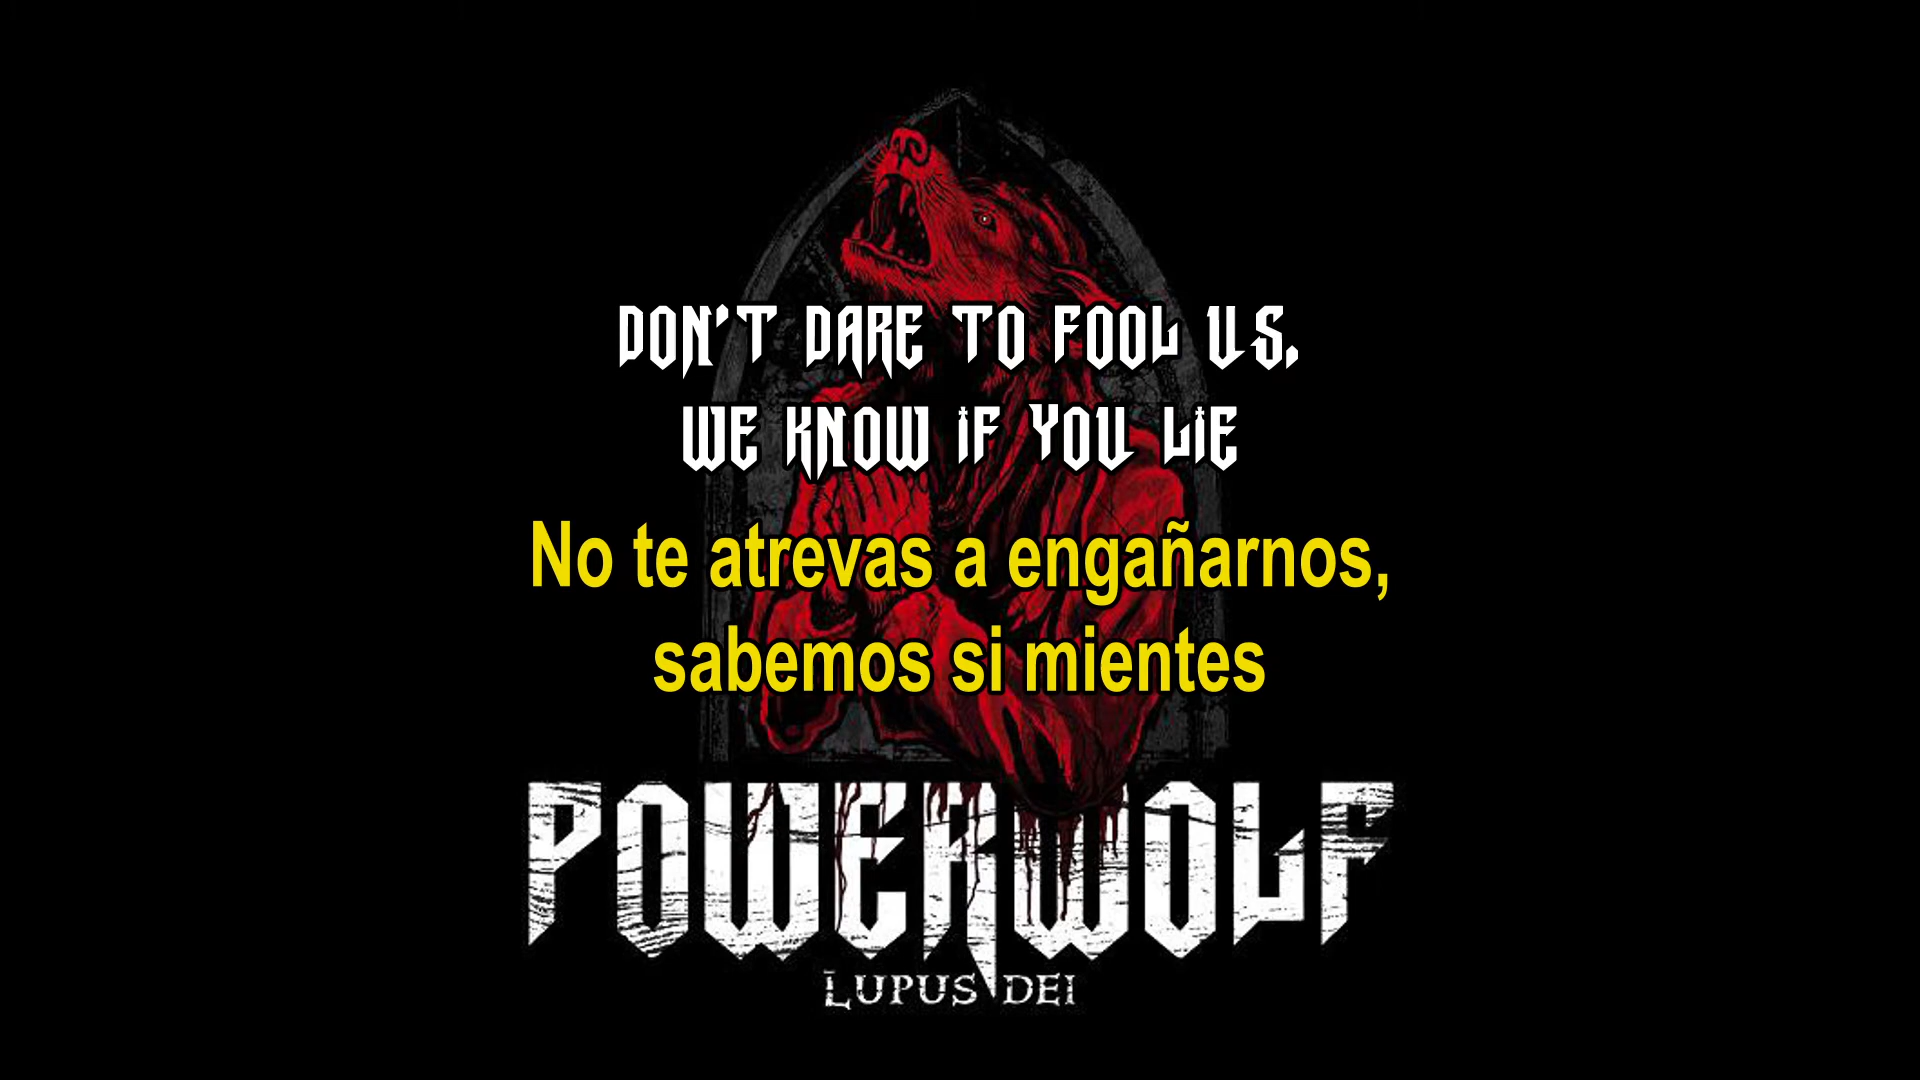 DON'T DARE TO FOOL US,
WE KNOW IF YOU LIE
No te atrevas a engañarnos,
sabemos si mientes
POWERWOLF
LUPUS DEI